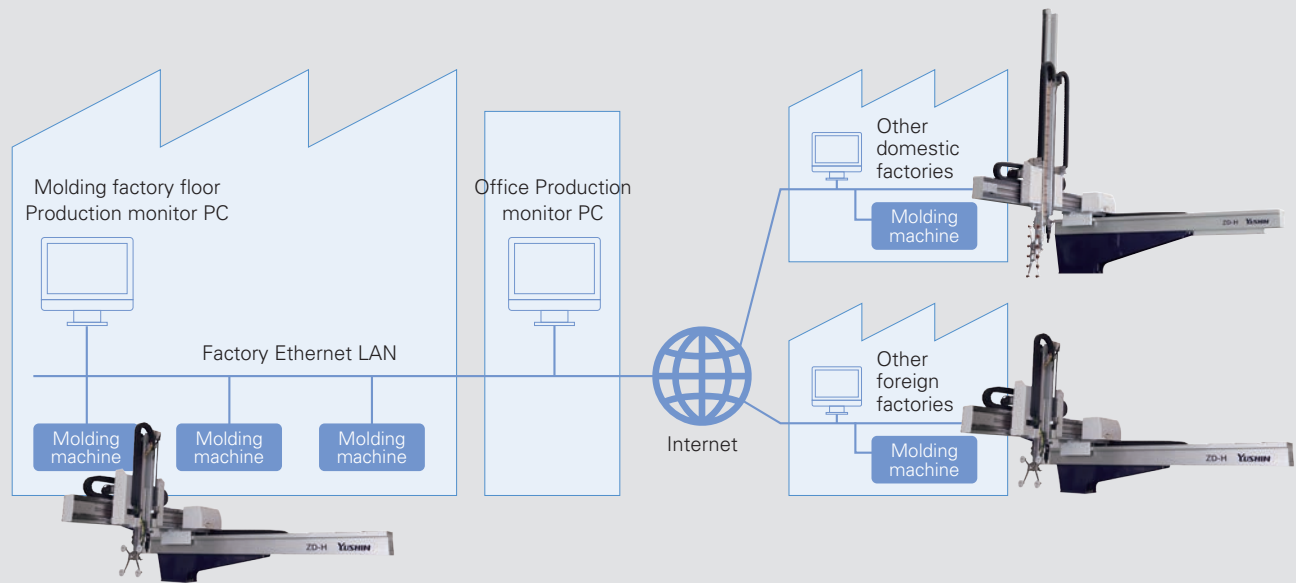 Molding factory floor
Production monitor PC
Factory Ethernet LAN
Molding
machine
Molding
machine
Molding
machine
ZD-H YUSHIN
Office Production
monitor PC
Internet
Other
domestic
factories
Molding
machine
ZD-H YUSHIN
Other
foreign
factories
Molding
machine
ZD-H YUSHIN